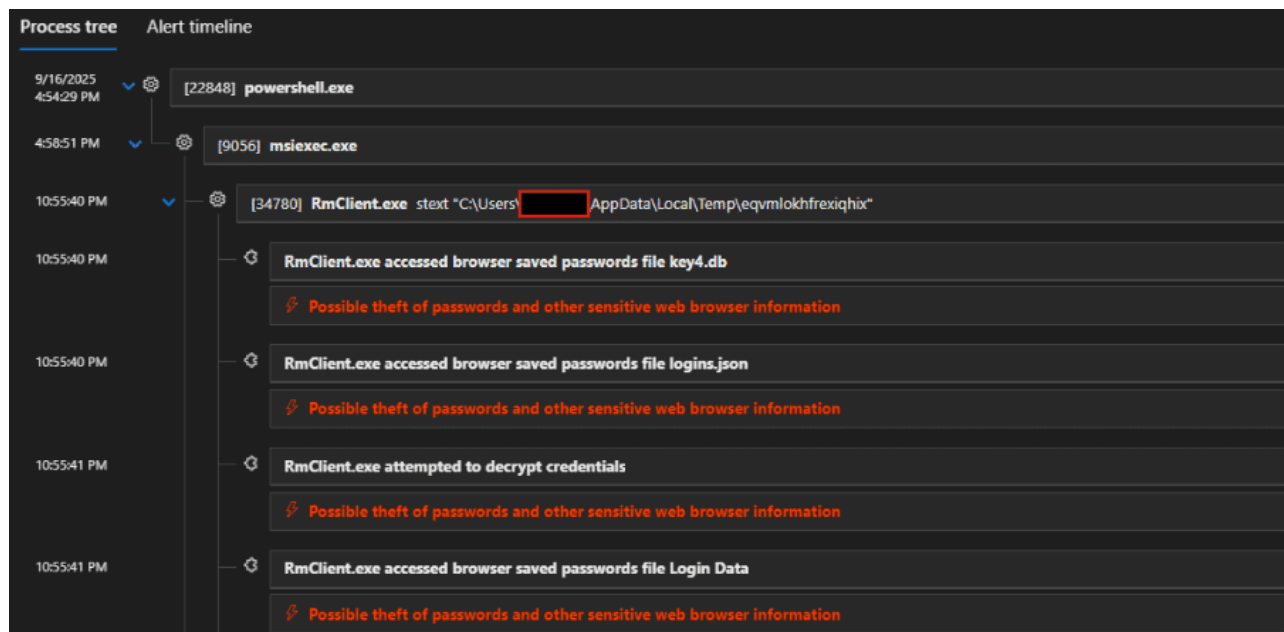 Process tree Alert timeline
9/16/2025
4:54:29 PM
[22848] powershell.exe
4:58:51 PM [9056] msiexec.exe
10:55:40 PM [34780] RmClient.exe stext "C:\Users\ AppData\Local\Temp\eqvmlokhfrexiqhix"
10:55:40 PM RmClient.exe accessed browser saved passwords file key4.db
Possible theft of passwords and other sensitive web browser information
10:55:40 PM RmClient.exe accessed browser saved passwords file logins.json
Possible theft of passwords and other sensitive web browser information
10:55:41 PM RmClient.exe attempted to decrypt credentials
Possible theft of passwords and other sensitive web browser information
10:55:41 PM RmClient.exe accessed browser saved passwords file Login Data
Possible theft of passwords and other sensitive web browser information